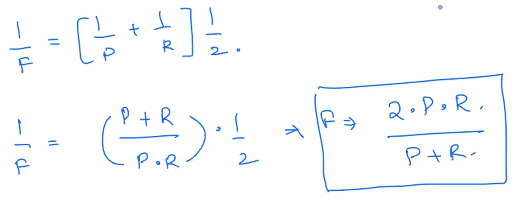 1/F = [1/P + 1/R] 1/2.
1/F = (P+R/P•R) • 1/2 → F → 2•P•R./P+R.